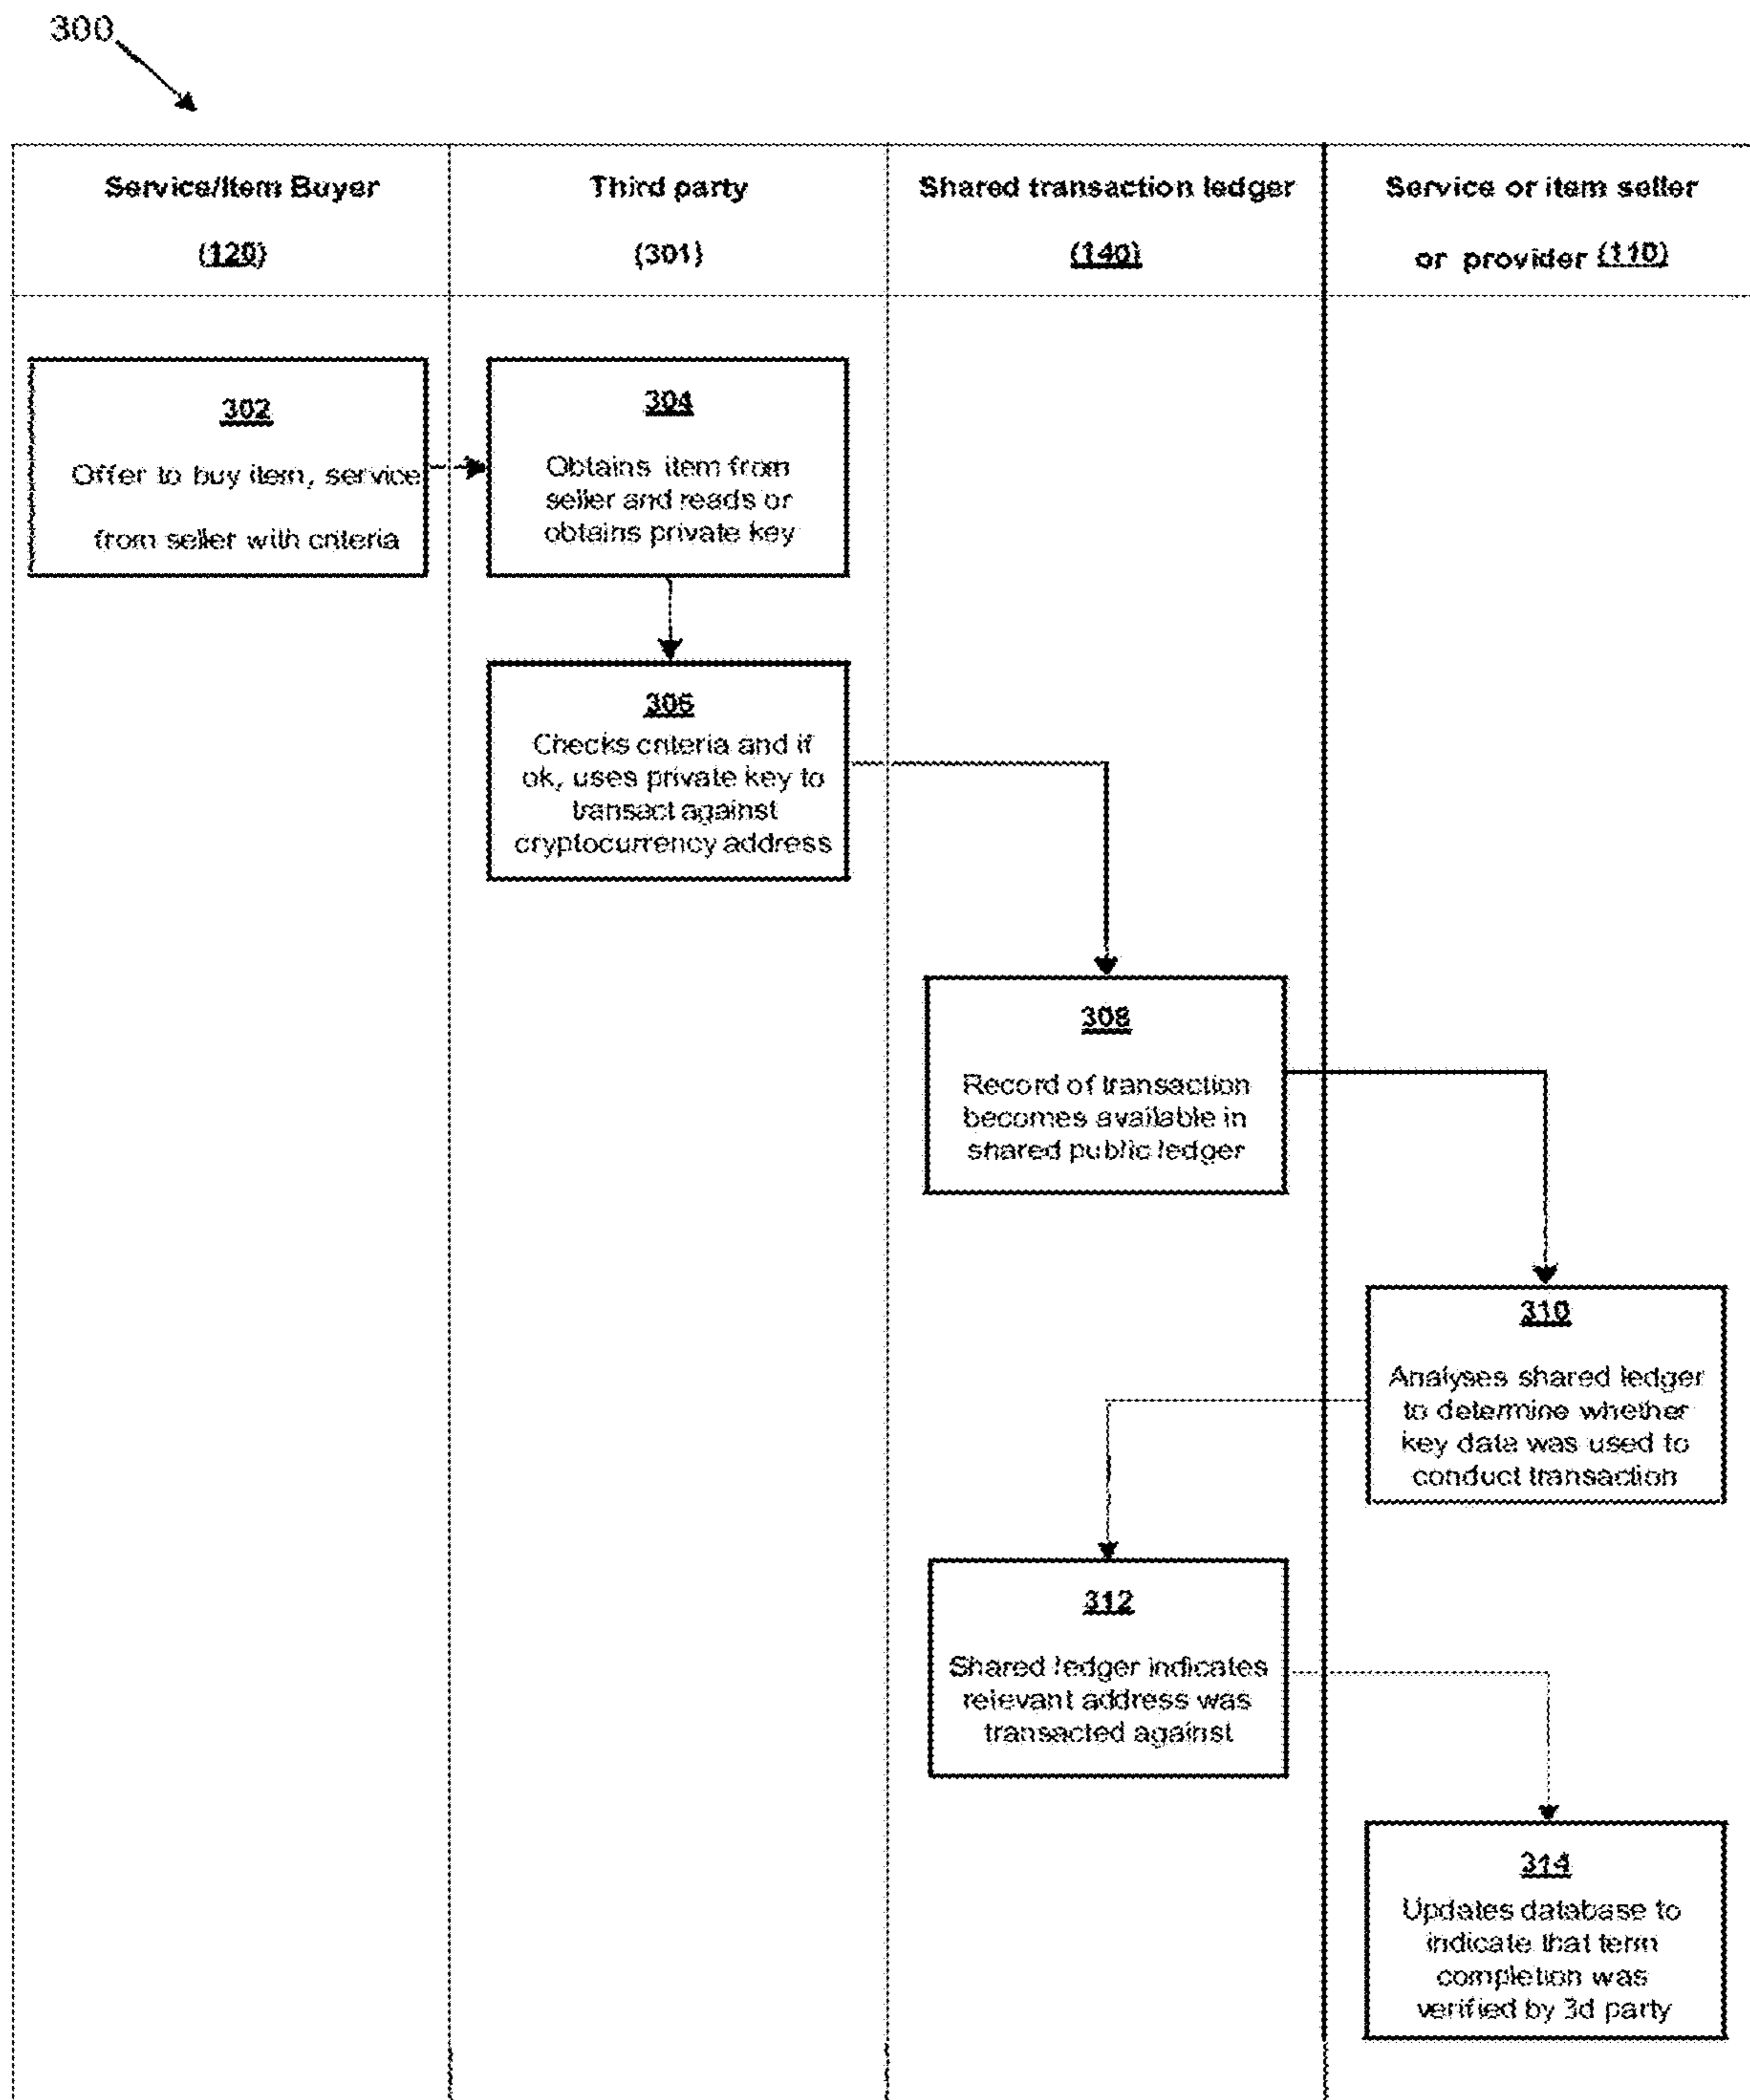 300
Service/Item Buyer
(120)
Third party
(301)
Shared transaction ledger
(140)
Service or item seller
or provider (110)
302
Offer to buy item, service
from seller with criteria
304
Obtains item from
seller and reads or
obtains private key
306
Checks criteria and if
ok, uses private key to
transact against
cryptocurrency address
308
Record of transaction
becomes available in
shared public ledger
310
Analyses shared ledger
to determine whether
key data was used to
conduct transaction
312
Shared ledger indicates
relevant address was
transacted against
314
Updates database to
indicate that term
completion was
verified by 3d party